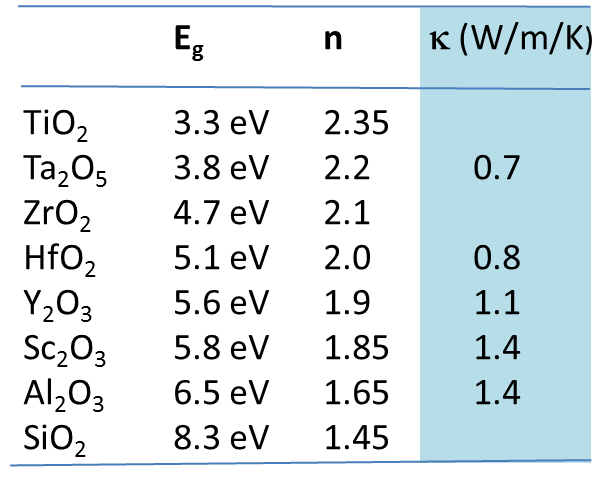 E₉ n κ (W/m/K)
TiO₂ 3.3 eV 2.35
Ta₂O₅ 3.8 eV 2.2 0.7
ZrO₂ 4.7 eV 2.1
HfO₂ 5.1 eV 2.0 0.8
Y₂O₃ 5.6 eV 1.9 1.1
Sc₂O₃ 5.8 eV 1.85 1.4
Al₂O₃ 6.5 eV 1.65 1.4
SiO₂ 8.3 eV 1.45